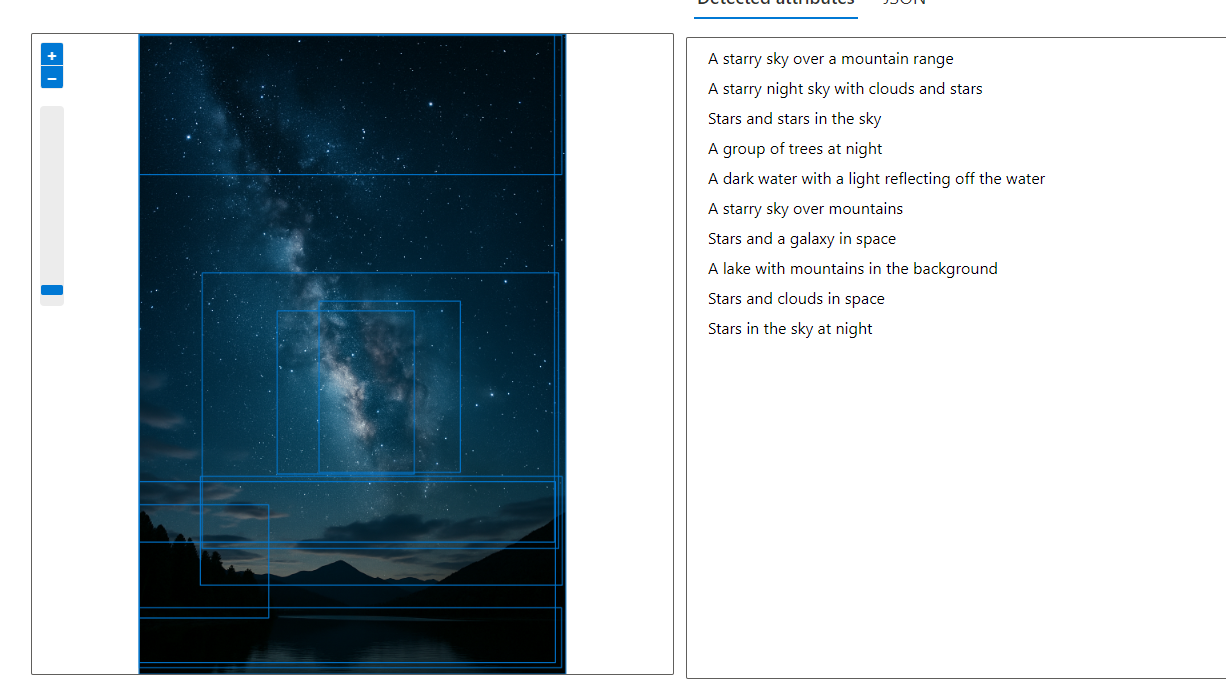 Detected attributes JSON
+
−
A starry sky over a mountain range
A starry night sky with clouds and stars
Stars and stars in the sky
A group of trees at night
A dark water with a light reflecting off the water
A starry sky over mountains
Stars and a galaxy in space
A lake with mountains in the background
Stars and clouds in space
Stars in the sky at night